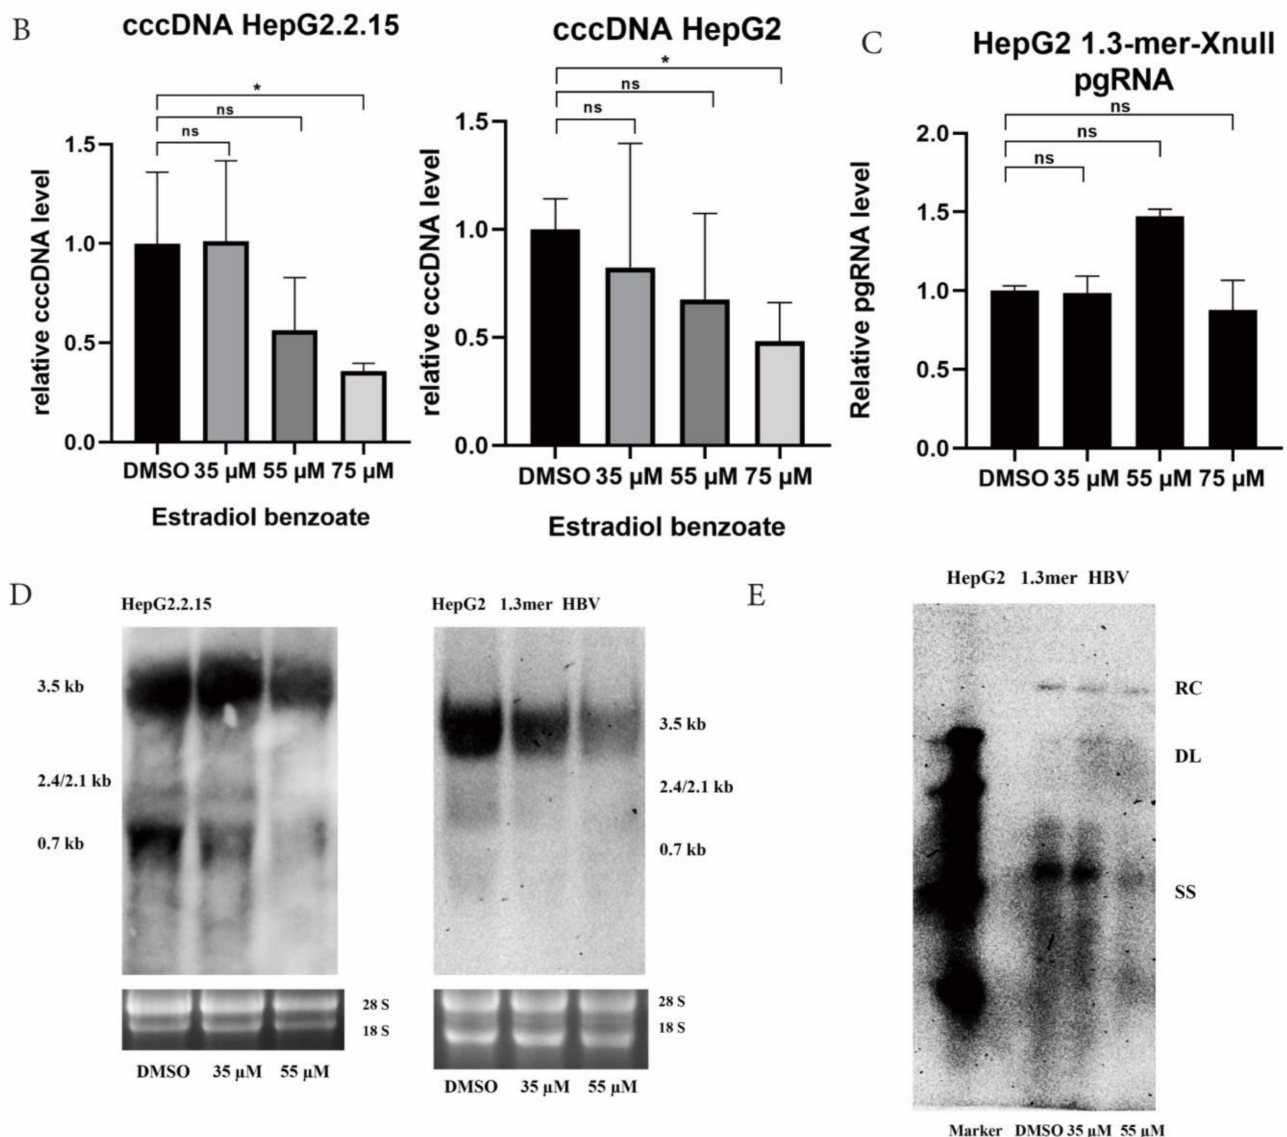 B
cccDNA HepG2.2.15
*
ns
ns
relative cccDNA level
1.5
1.0
0.5
0.0
DMSO 35 µM 55 µM 75 µM
Estradiol benzoate
cccDNA HepG2
*
ns
ns
relative cccDNA level
1.5
1.0
0.5
0.0
DMSO 35 µM 55 µM 75 µM
Estradiol benzoate
C
HepG2 1.3-mer-Xnull
pgRNA
ns
ns
ns
Relative pgRNA level
2.0
1.5
1.0
0.5
0.0
DMSO 35 µM 55 µM 75 µM
D
HepG2.2.15
3.5 kb
2.4/2.1 kb
0.7 kb
28 S
18 S
DMSO 35 µM 55 µM
HepG2 1.3mer HBV
3.5 kb
2.4/2.1 kb
0.7 kb
28 S
18 S
DMSO 35 µM 55 µM
E
HepG2 1.3mer HBV
RC
DL
SS
Marker DMSO 35 µM 55 µM